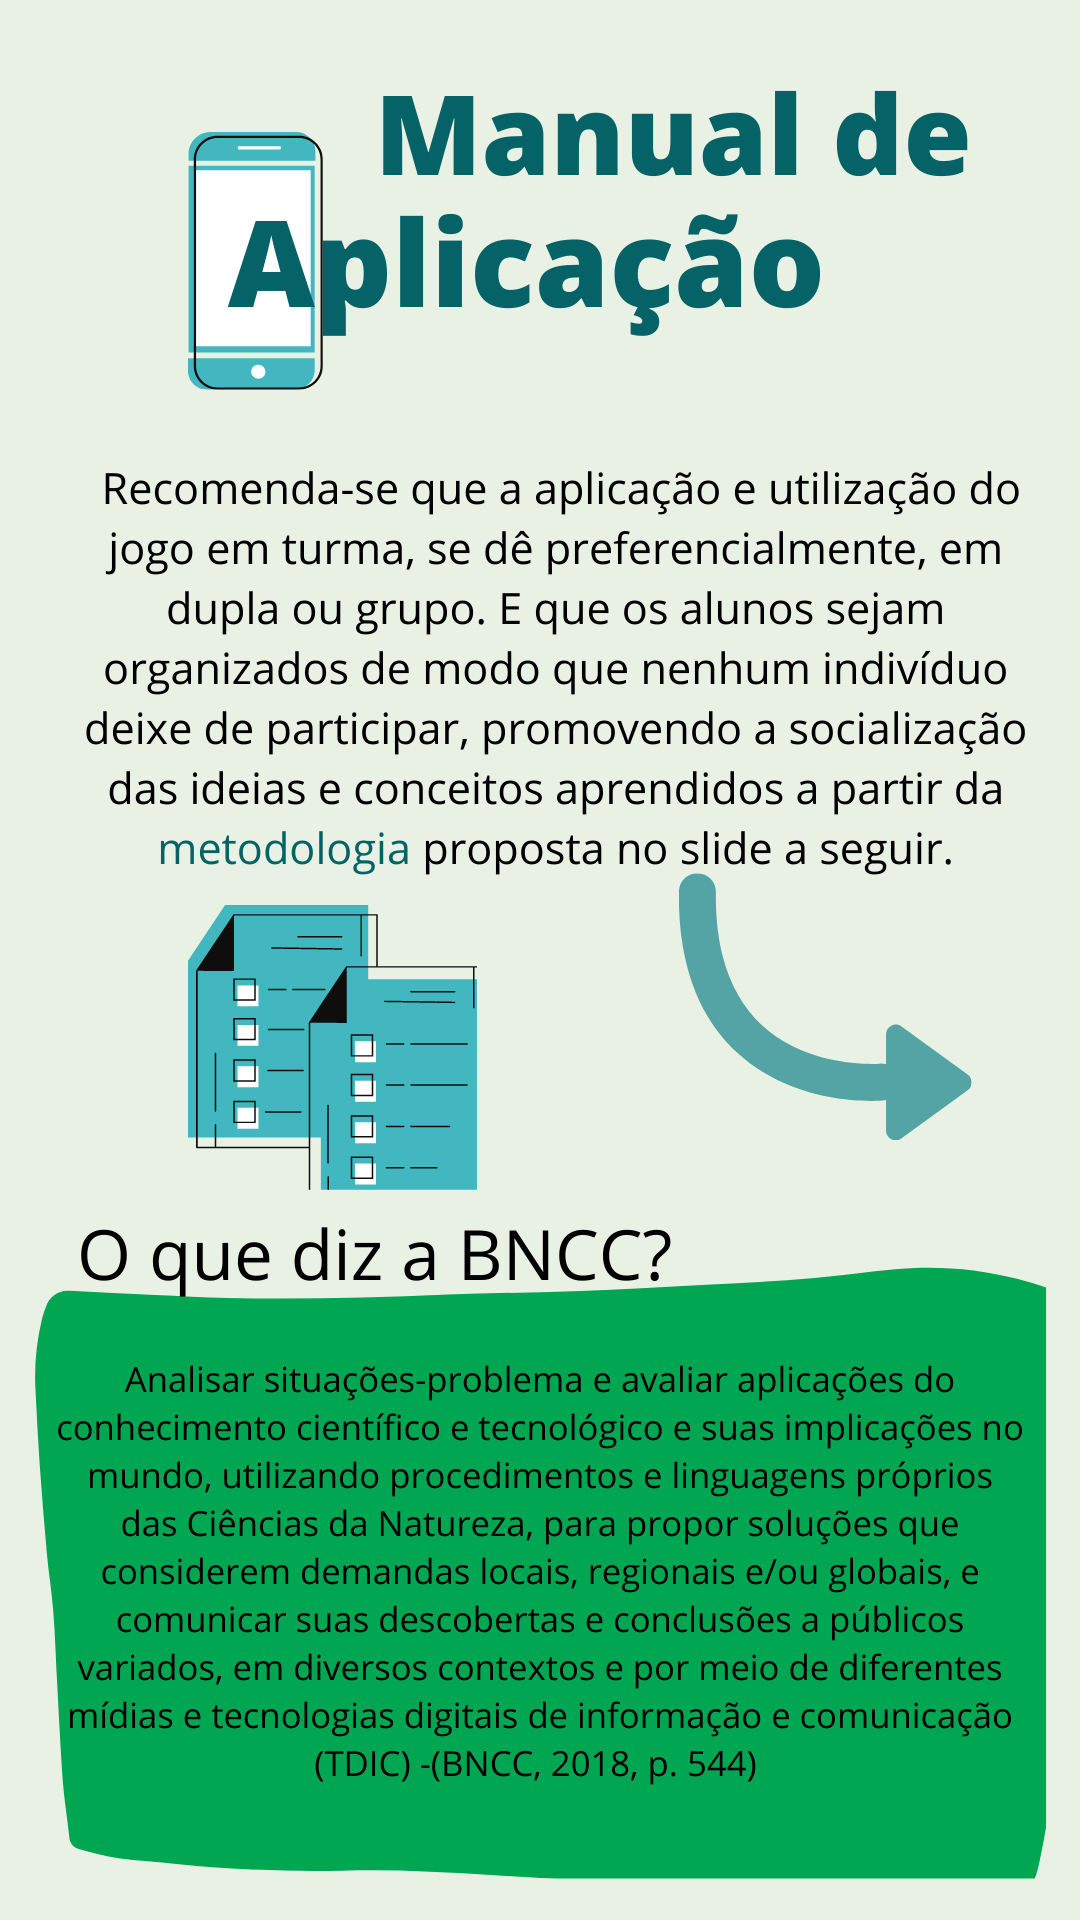 Manual de
Aplicação
Recomenda-se que a aplicação e utilização do
jogo em turma, se dê preferencialmente, em
dupla ou grupo. E que os alunos sejam
organizados de modo que nenhum indivíduo
deixe de participar, promovendo a socialização
das ideias e conceitos aprendidos a partir da
metodologia proposta no slide a seguir.
O que diz a BNCC?
Analisar situações-problema e avaliar aplicações do
conhecimento científico e tecnológico e suas implicações no
mundo, utilizando procedimentos e linguagens próprios
das Ciências da Natureza, para propor soluções que
considerem demandas locais, regionais e/ou globais, e
comunicar suas descobertas e conclusões a públicos
variados, em diversos contextos e por meio de diferentes
mídias e tecnologias digitais de informação e comunicação
(TDIC) -(BNCC, 2018, p. 544)